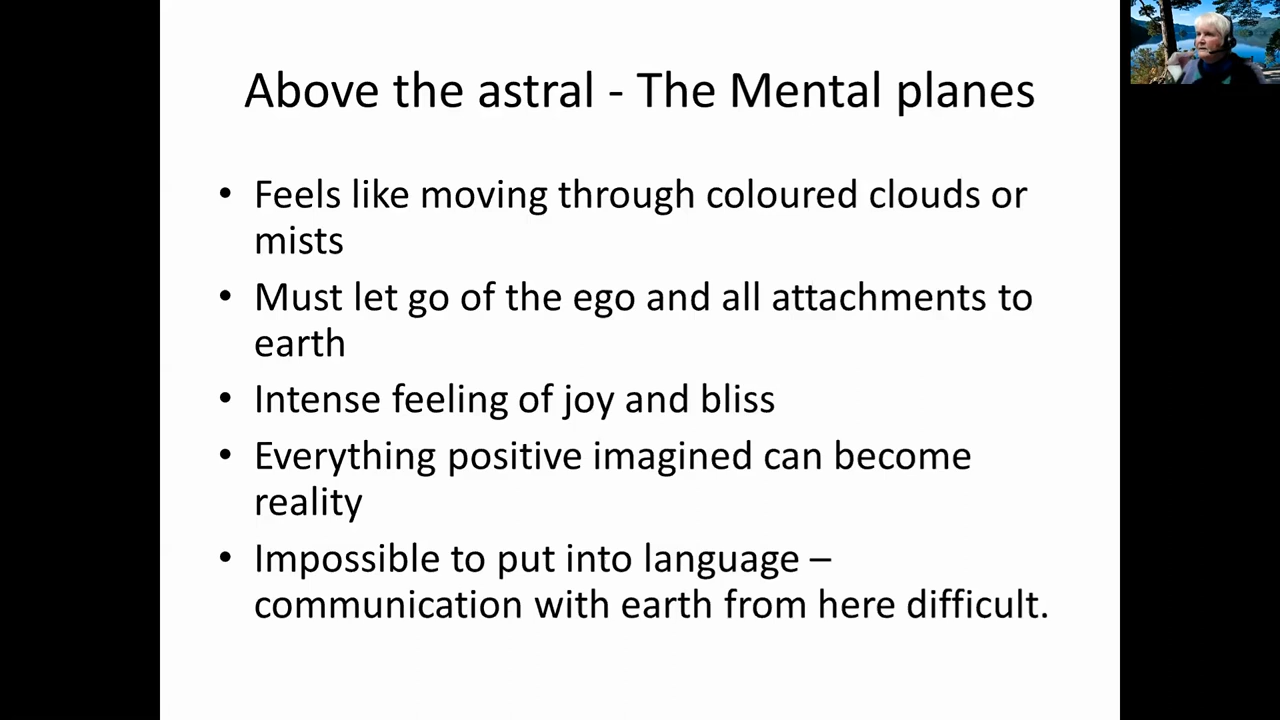 Above the astral - The Mental planes
• Feels like moving through coloured clouds or
mists
• Must let go of the ego and all attachments to
earth
• Intense feeling of joy and bliss
• Everything positive imagined can become
reality
• Impossible to put into language –
communication with earth from here difficult.